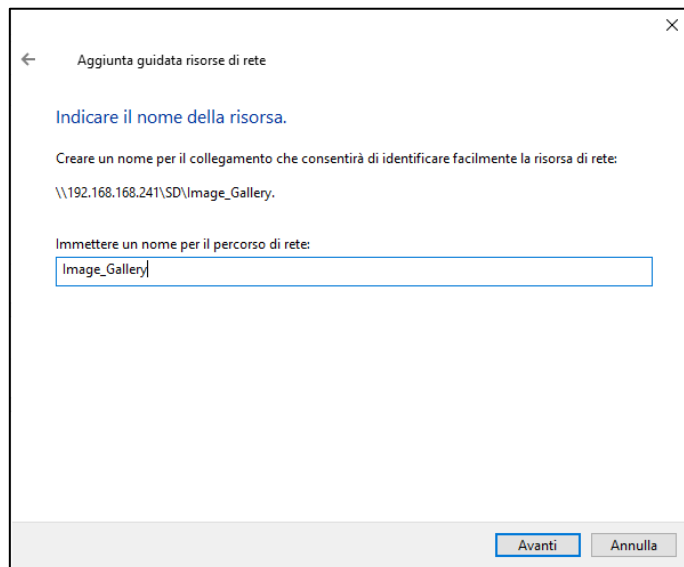 Aggiunta guidata risorse di rete
Indicare il nome della risorsa.
Creare un nome per il collegamento che consentirà di identificare facilmente la risorsa di rete:
\\192.168.168.241\SD\Image_Gallery.
Immettere un nome per il percorso di rete:
Image_Gallery
Avanti
Annulla